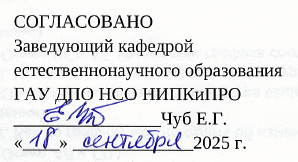 СОГЛАСОВАНО
Заведующий кафедрой
естественнонаучного образования
ГАУ ДПО НСО НИПКиПРО
Чуб Е.Г.
« 18 » сентября 2025 г.